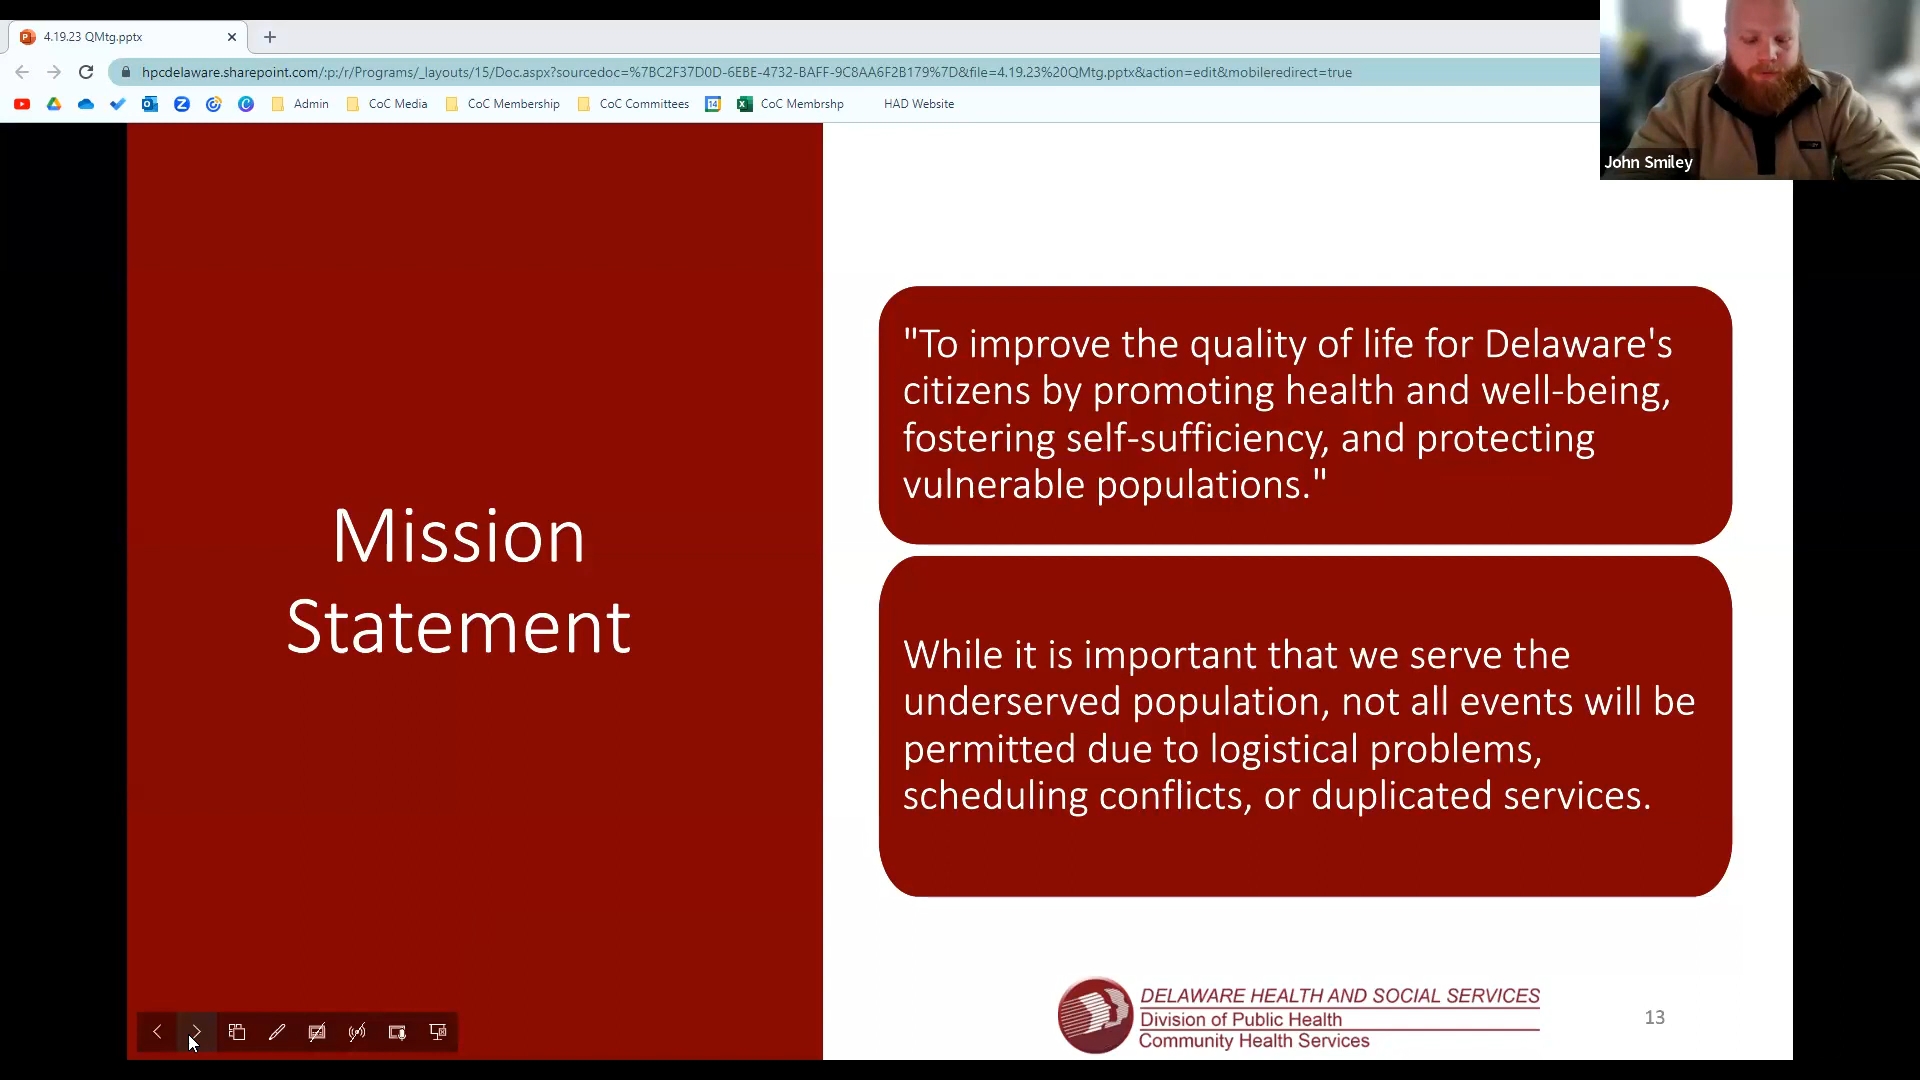 4.19.23 QMtg.pptx
hpcdelaware.sharepoint.com/:p:/r/Programs/_layouts/15/Doc.aspx?sourcedoc=%7BC2F37D0D-6EBE-4732-BAFF-9C8AA6F2B179%7D&file=4.19.23%20QMtg.pptx&action=edit&mobileredirect=true
Admin CoC Media CoC Membership CoC Committees 14 CoC Membrshp HAD Website
John Smiley
Mission
Statement
"To improve the quality of life for Delaware's
citizens by promoting health and well-being,
fostering self-sufficiency, and protecting
vulnerable populations."
While it is important that we serve the
underserved population, not all events will be
permitted due to logistical problems,
scheduling conflicts, or duplicated services.
DELAWARE HEALTH AND SOCIAL SERVICES
Division of Public Health
Community Health Services
13